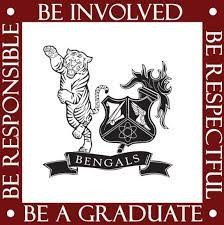 BE INVOLVED
BE RESPONSIBLE
BE RESPECTFUL
BENGALS
BE A GRADUATE